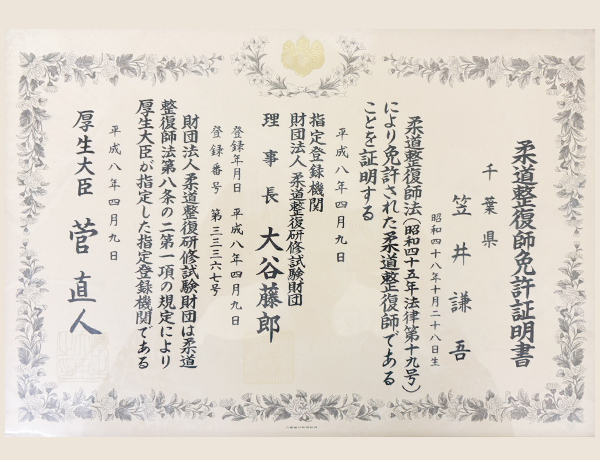 柔道整復師免許証明書
千葉県
笠井謙吾
昭和四十八年十月二十八日生
柔道整復師法(昭和四十五年法律第十九号)
により免許された柔道整復師である
ことを証明する
平成八年四月九日
指定登録機関
財団法人 柔道整復研修試験財団
理事長 大谷藤郎
登録年月日 平成八年四月九日
登録番号 第三三三六七号
財団法人柔道整復研修試験財団は柔道
整復師法第八条の二第一項の規定により
厚生大臣が指定した指定登録機関である
平成八年四月九日
厚生大臣 菅直人